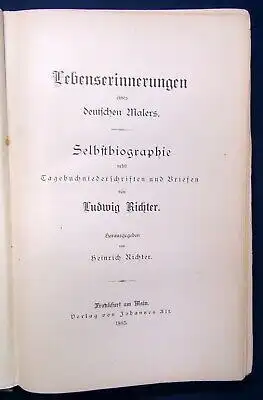 Lebenserinnerungen
eines
deutschen Malers.
Selbstbiographie
nebst
Tagebuchniederschriften und Briefen
von
Ludwig Richter.
Herausgegeben
von
Heinrich Richter.
Frankfurt am Main.
Verlag von Johannes Alt.
1885.